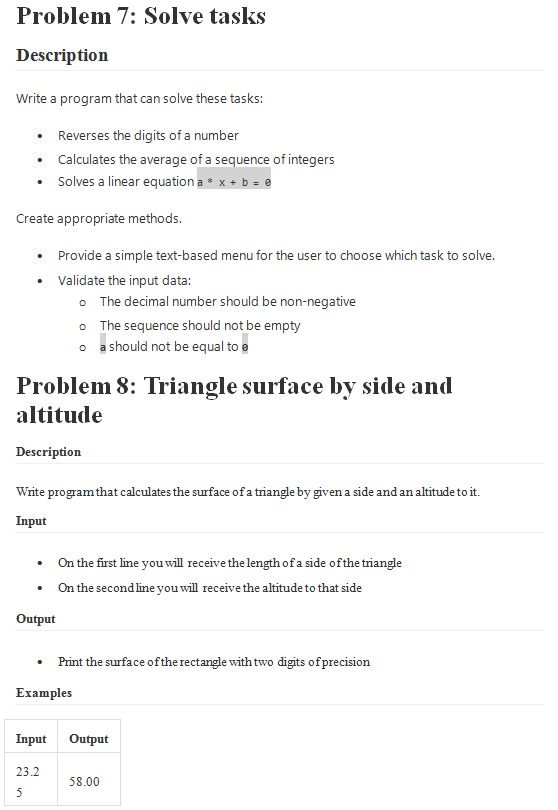 Problem 7: Solve tasks
Description
Write a program that can solve these tasks:
• Reverses the digits of a number
• Calculates the average of a sequence of integers
• Solves a linear equation a * x + b = 0
Create appropriate methods.
• Provide a simple text-based menu for the user to choose which task to solve.
• Validate the input data:
o The decimal number should be non-negative
o The sequence should not be empty
o a should not be equal to 0
Problem 8: Triangle surface by side and
altitude
Description
Write program that calculates the surface of a triangle by given a side and an altitude to it.
Input
• On the first line you will receive the length of a side of the triangle
• On the second line you will receive the altitude to that side
Output
• Print the surface of the rectangle with two digits of precision
Examples
Input Output
23.2
58.00
5